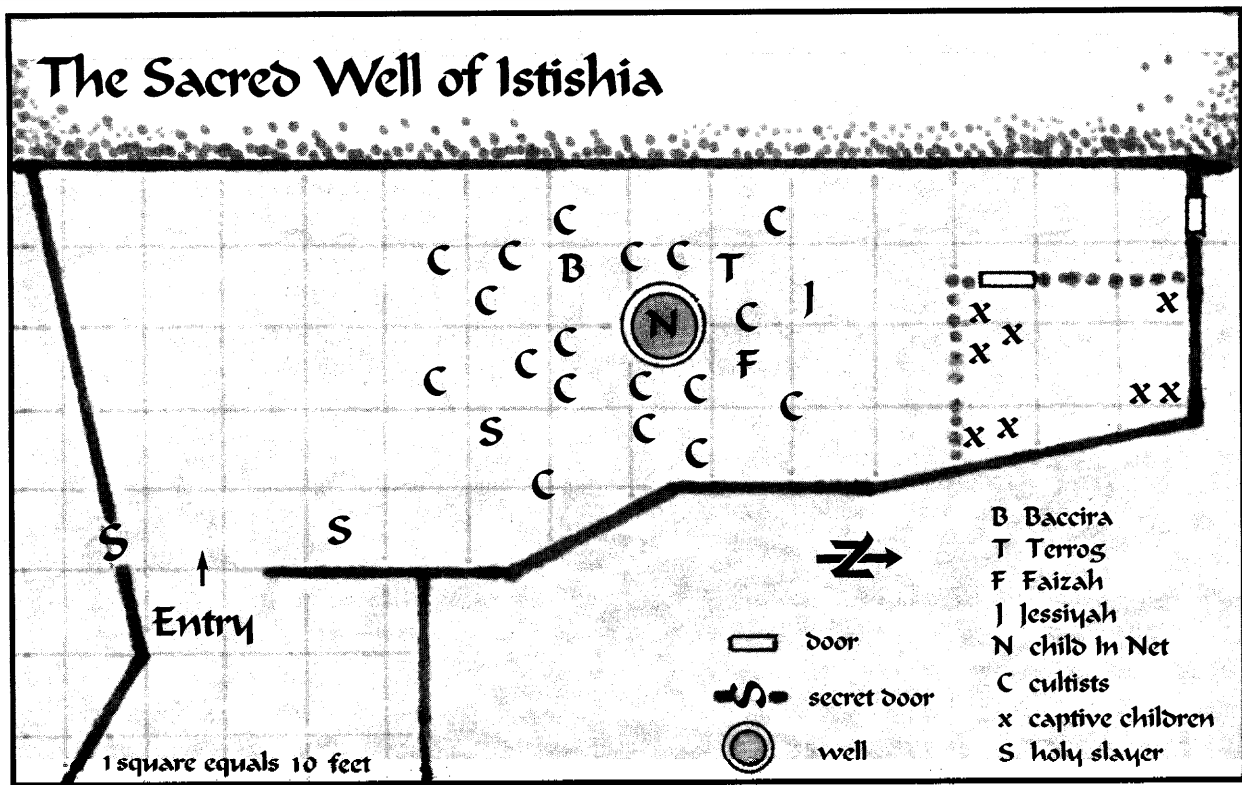 The Sacred Well of Istishia
C C
C C B C C T
C J x
N C x x
C F x
C
C C C C x x
C
S C x x
C
C
S
S
Entry
1 square equals 10 feet
N
door
secret door
S
well
B Baccira
T Terrog
F Faizah
J Jessiyah
N child In Net
C cultists
x captive children
S holy slayer